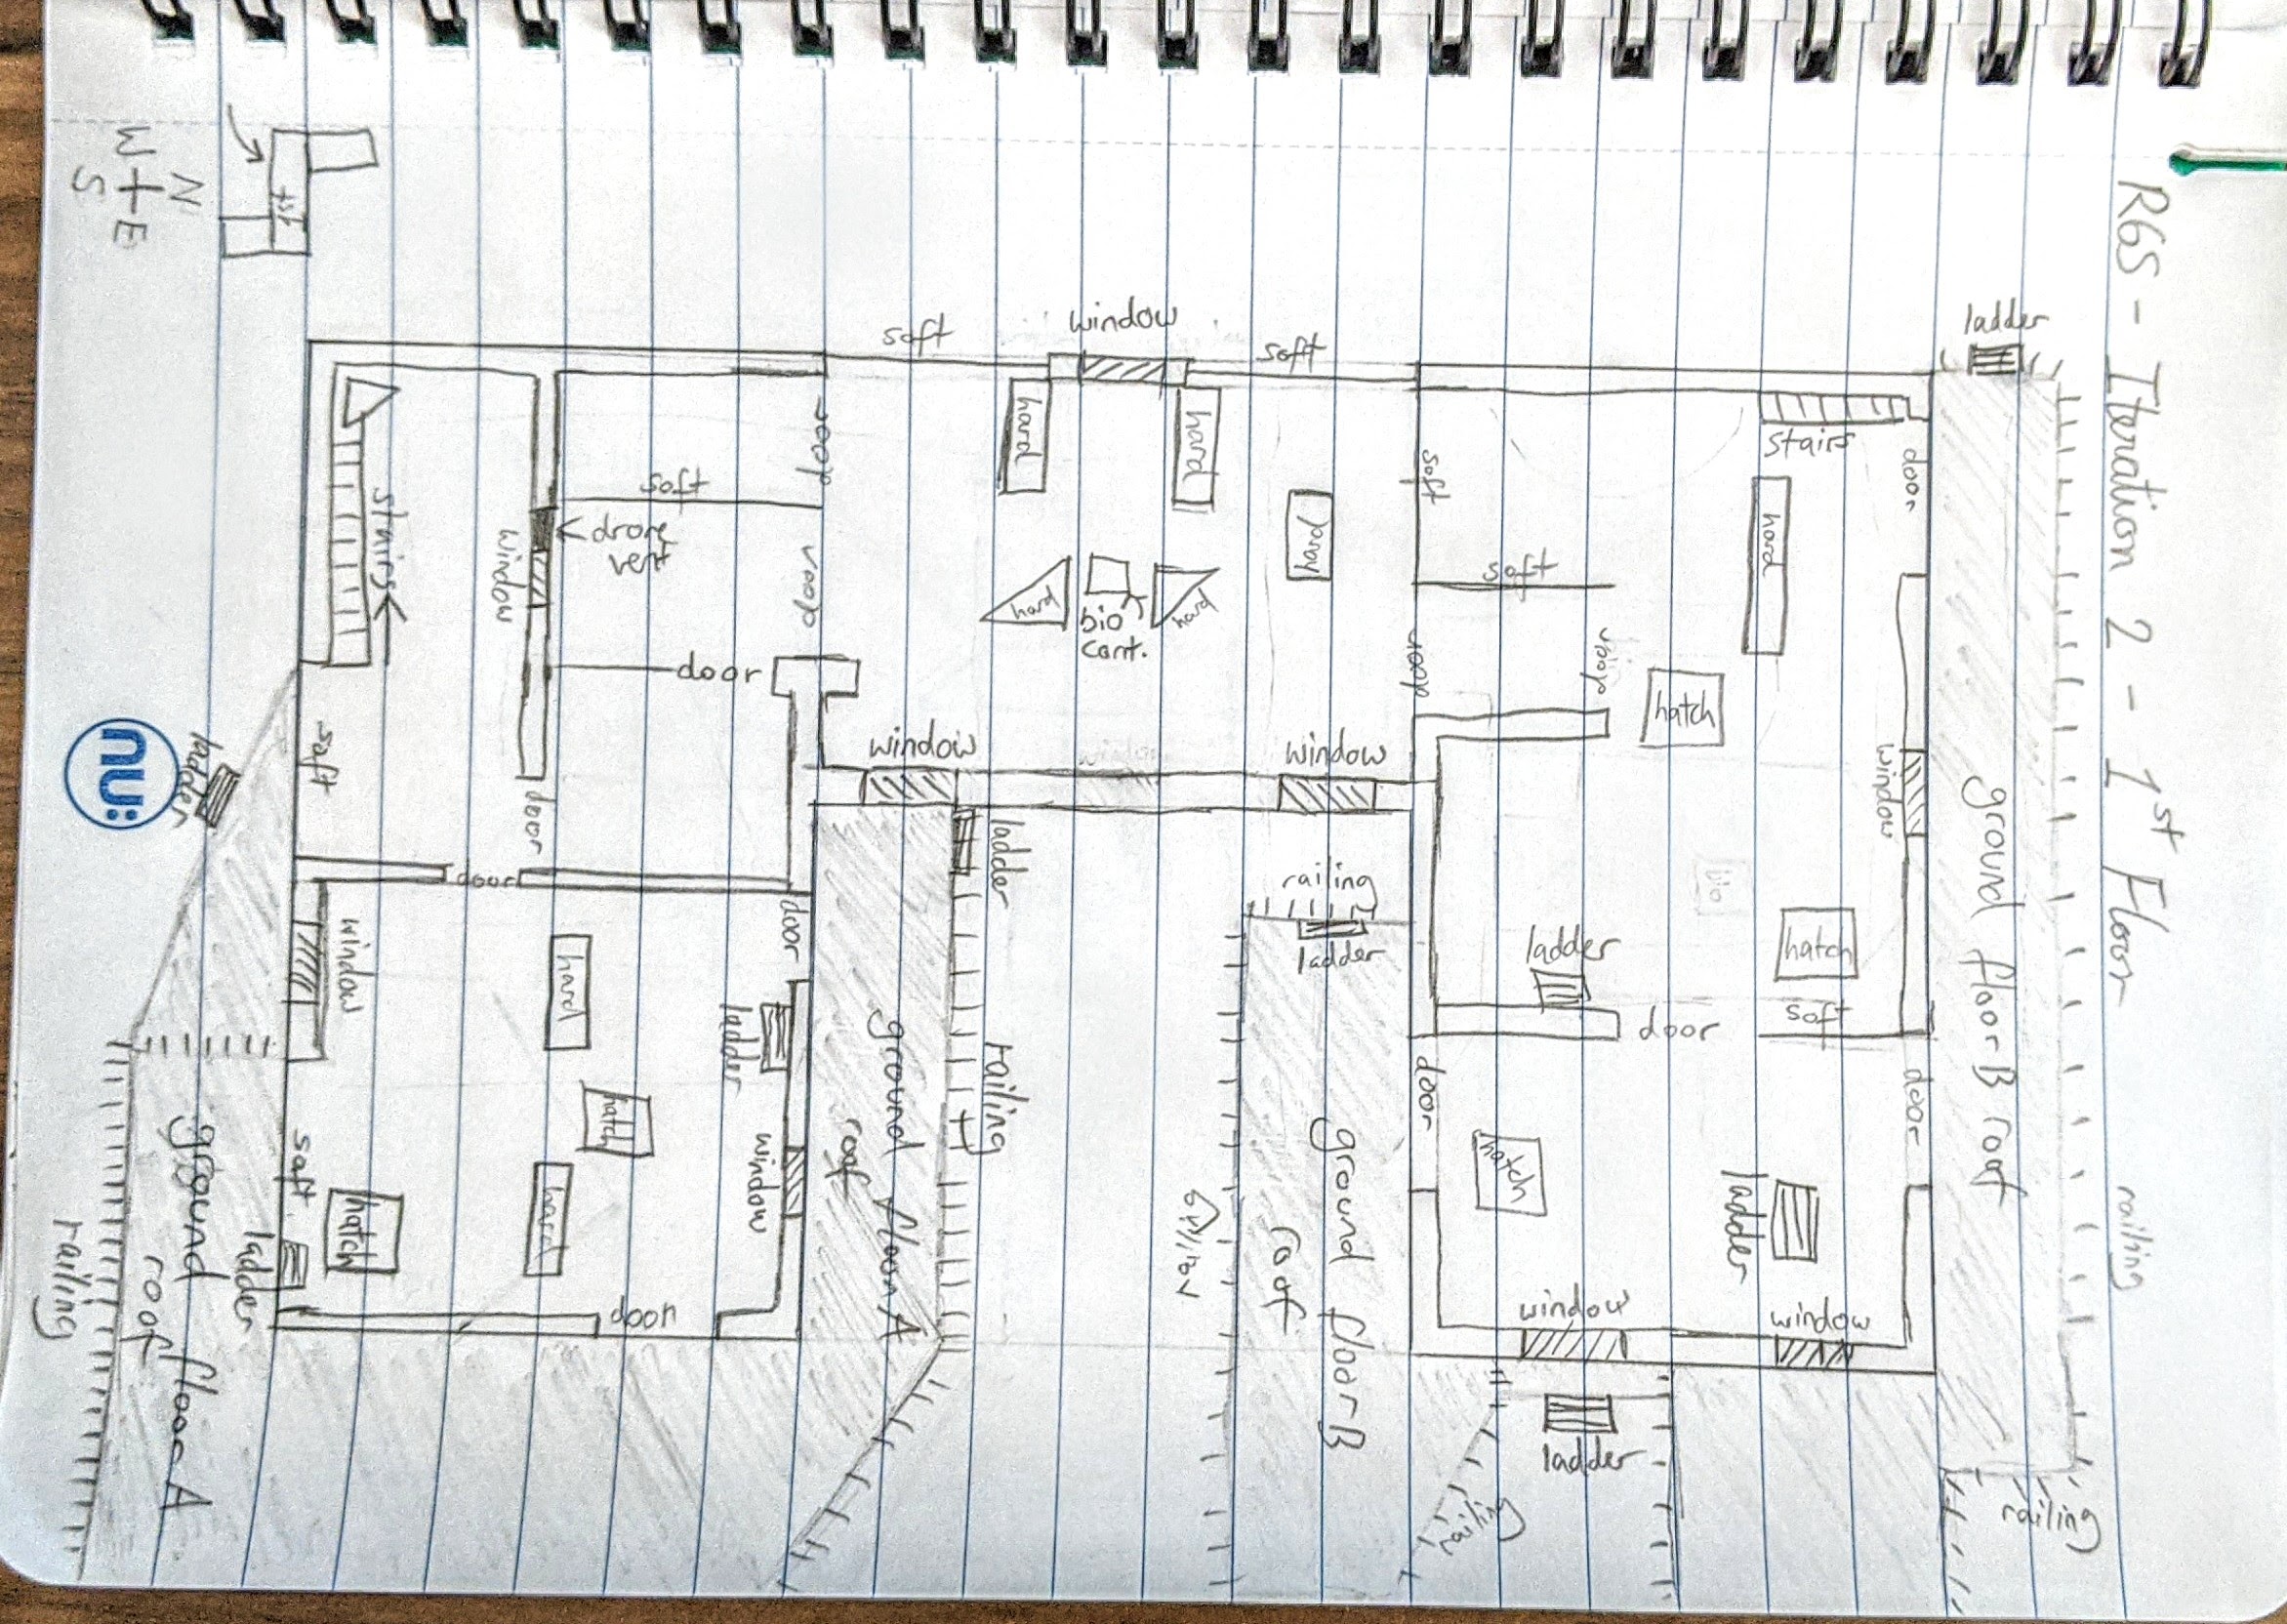 R6S - Iteration 2 - 1st Floor
N
W + E
S
1st
ladder
window
soft
soft
stairs
door
hard
hard
hard
hard
door
soft
soft
soft
drone
vent
window
stairs
door
door
hard
bio
cont.
hard
door
door
hatch
window
ground floor B roof
railing
railing
window
window
door
soft
ladder
door
door
window
hard
ladder
ladder
railing
ladder
railing
ground floor B
roof
railing
ladder
hatch
soft
door
door
door
hatch
ladder
window
window
ladder
railing
ground floor A
roof
window
hatch
hard
soft
hatch
ladder
door
ground floor A
roof
railing
nu: